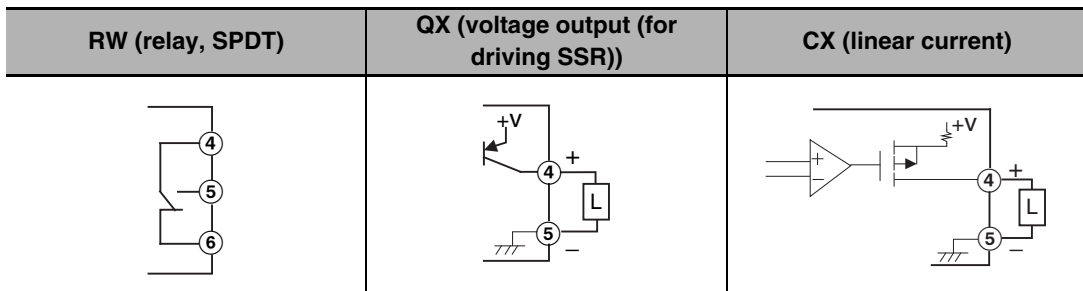 RW (relay, SPDT)
QX (voltage output (for
driving SSR))
CX (linear current)
4
5
6
+V
4
+
L
5
–
+
–
+V
4
+
L
5
–